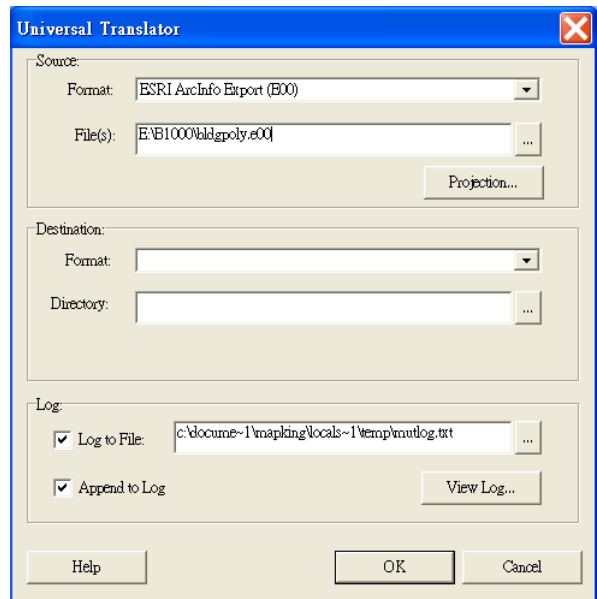 Universal Translator
Source:
Format: ESRI ArcInfo Export (E00)
File(s): E:\B1000\bldgpoly.e00
...
Projection...
Destination:
Format:
Directory: ...
Log:
Log to File: c:\docume~1\mapking\locals~1\temp\mutlog.txt ...
Append to Log View Log...
Help OK Cancel